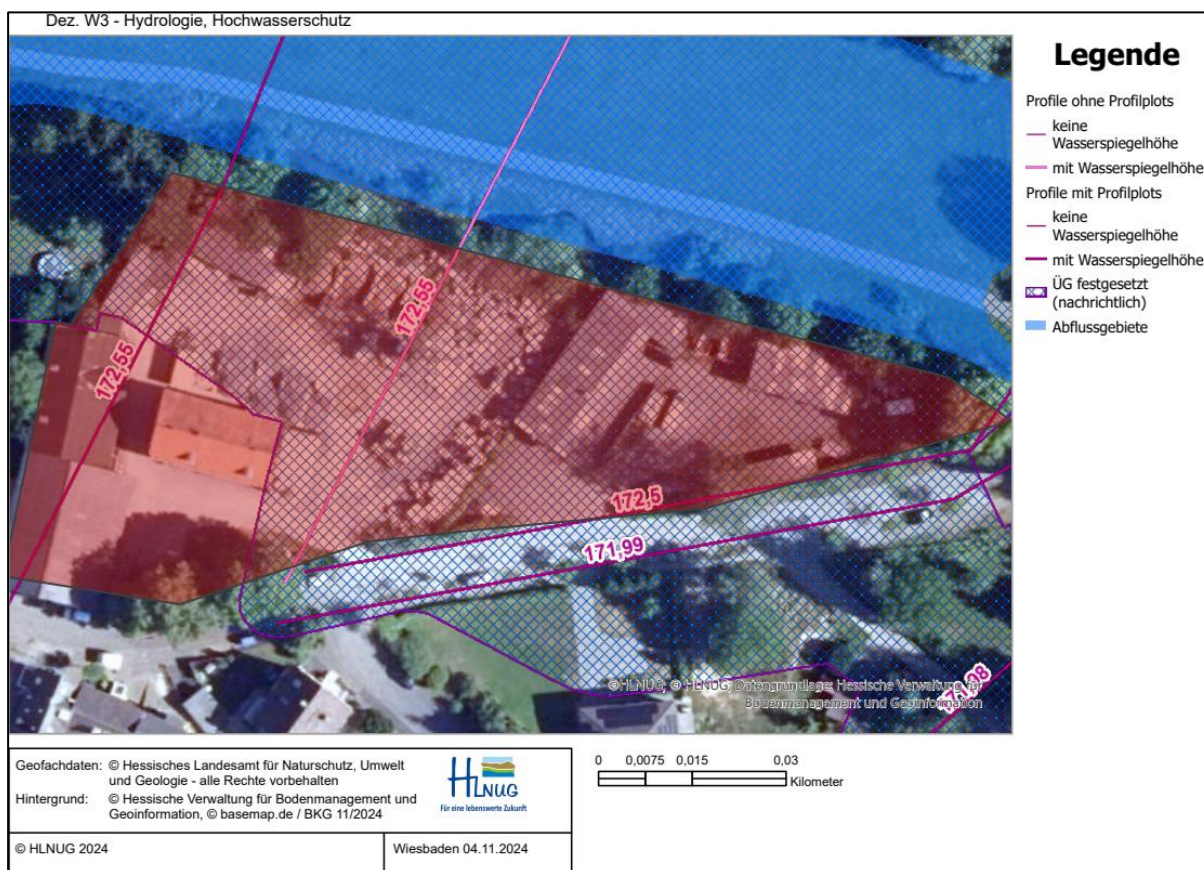 Dez. W3 - Hydrologie, Hochwasserschutz
172,55
172,55
172,5
171,99
171,98
©HLNUG, © HLNUG, Datengrundlage: Hessische Verwaltung für
Bodenmanagement und Geoinformation
Legende
Profile ohne Profilplots
keine
Wasserspiegelhöhe
mit Wasserspiegelhöhe
Profile mit Profilplots
keine
Wasserspiegelhöhe
mit Wasserspiegelhöhe
ÜG festgesetzt
(nachrichtlich)
Abflussgebiete
Geofachdaten: © Hessisches Landesamt für Naturschutz, Umwelt
und Geologie - alle Rechte vorbehalten
Hintergrund: © Hessische Verwaltung für Bodenmanagement und
Geoinformation, © basemap.de / BKG 11/2024
HLNUG
Für eine lebenswerte Zukunft
© HLNUG 2024
Wiesbaden 04.11.2024
0 0,0075 0,015 0,03
Kilometer